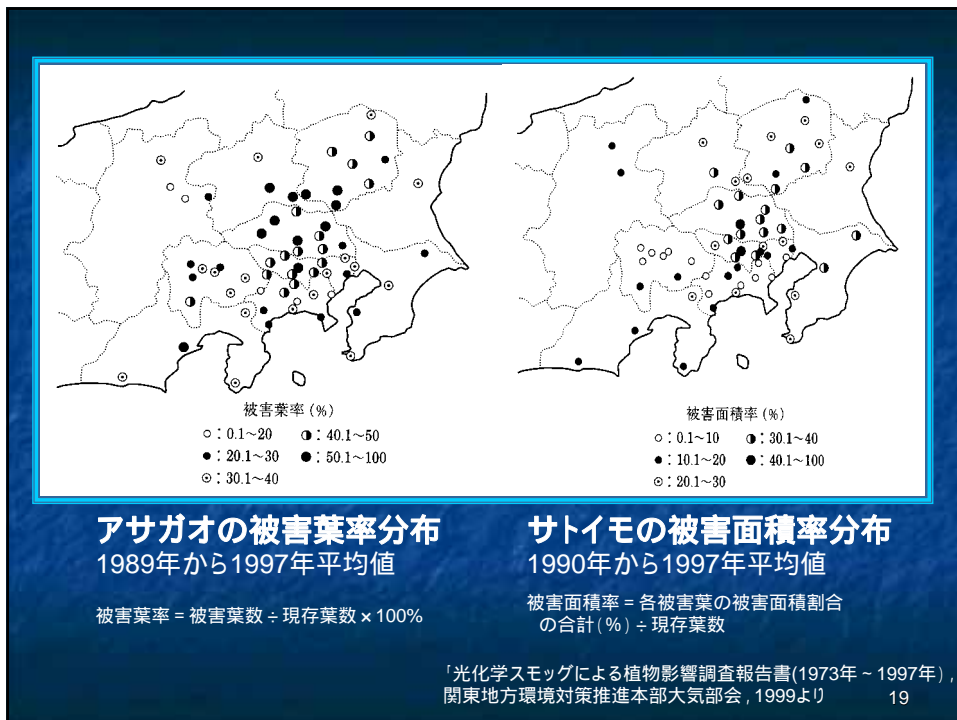 被害葉率(%)
○：0.1～20 ◑：40.1～50
●：20.1～30 ●：50.1～100
⊙：30.1～40
被害面積率(%)
○：0.1～10 ◑：30.1～40
●：10.1～20 ●：40.1～100
⊙：20.1～30
アサガオの被害葉率分布
1989年から1997年平均値
被害葉率＝被害葉数÷現存葉数×100%
サトイモの被害面積率分布
1990年から1997年平均値
被害面積率＝各被害葉の被害面積割合
の合計(％)÷現存葉数
「光化学スモッグによる植物影響調査報告書(1973年～1997年)，
関東地方環境対策推進本部大気部会，1999より
19